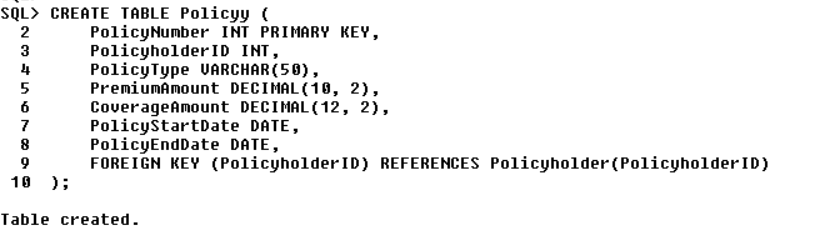 SQL> CREATE TABLE Policyy (
  2      PolicyNumber INT PRIMARY KEY,
  3      PolicyholderID INT,
  4      PolicyType VARCHAR(50),
  5      PremiumAmount DECIMAL(10, 2),
  6      CoverageAmount DECIMAL(12, 2),
  7      PolicyStartDate DATE,
  8      PolicyEndDate DATE,
  9      FOREIGN KEY (PolicyholderID) REFERENCES Policyholder(PolicyholderID)
 10  );
Table created.